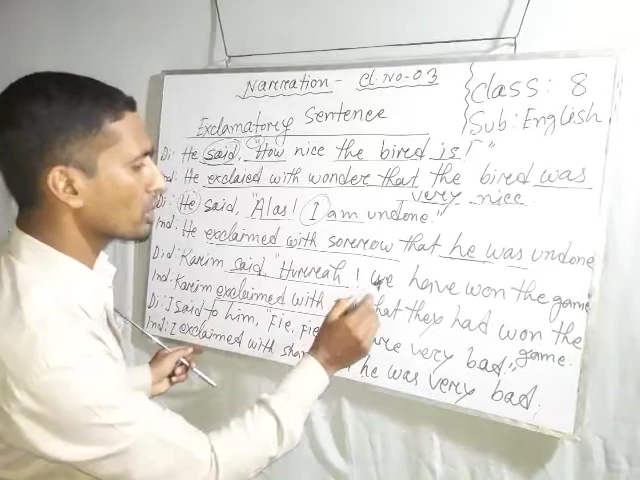 Narration - cl. No-03
Class: 8
Sub: English
Exclamatory Sentence
Di: He said, "How nice the bired is!"
Ind: He exclaied with wonder that the bired was
very nice.
Di: He said, "Alas! I am undone."
Ind: He exclaimed with sorrow that he was undone
Did: Karim said, "Hurreah! We have won the game
Ind: Karim exclaimed with that they had won the
game.
Di: I said to him, "Fie, Fie very bad"
Ind: I exclaimed with he was very bad.